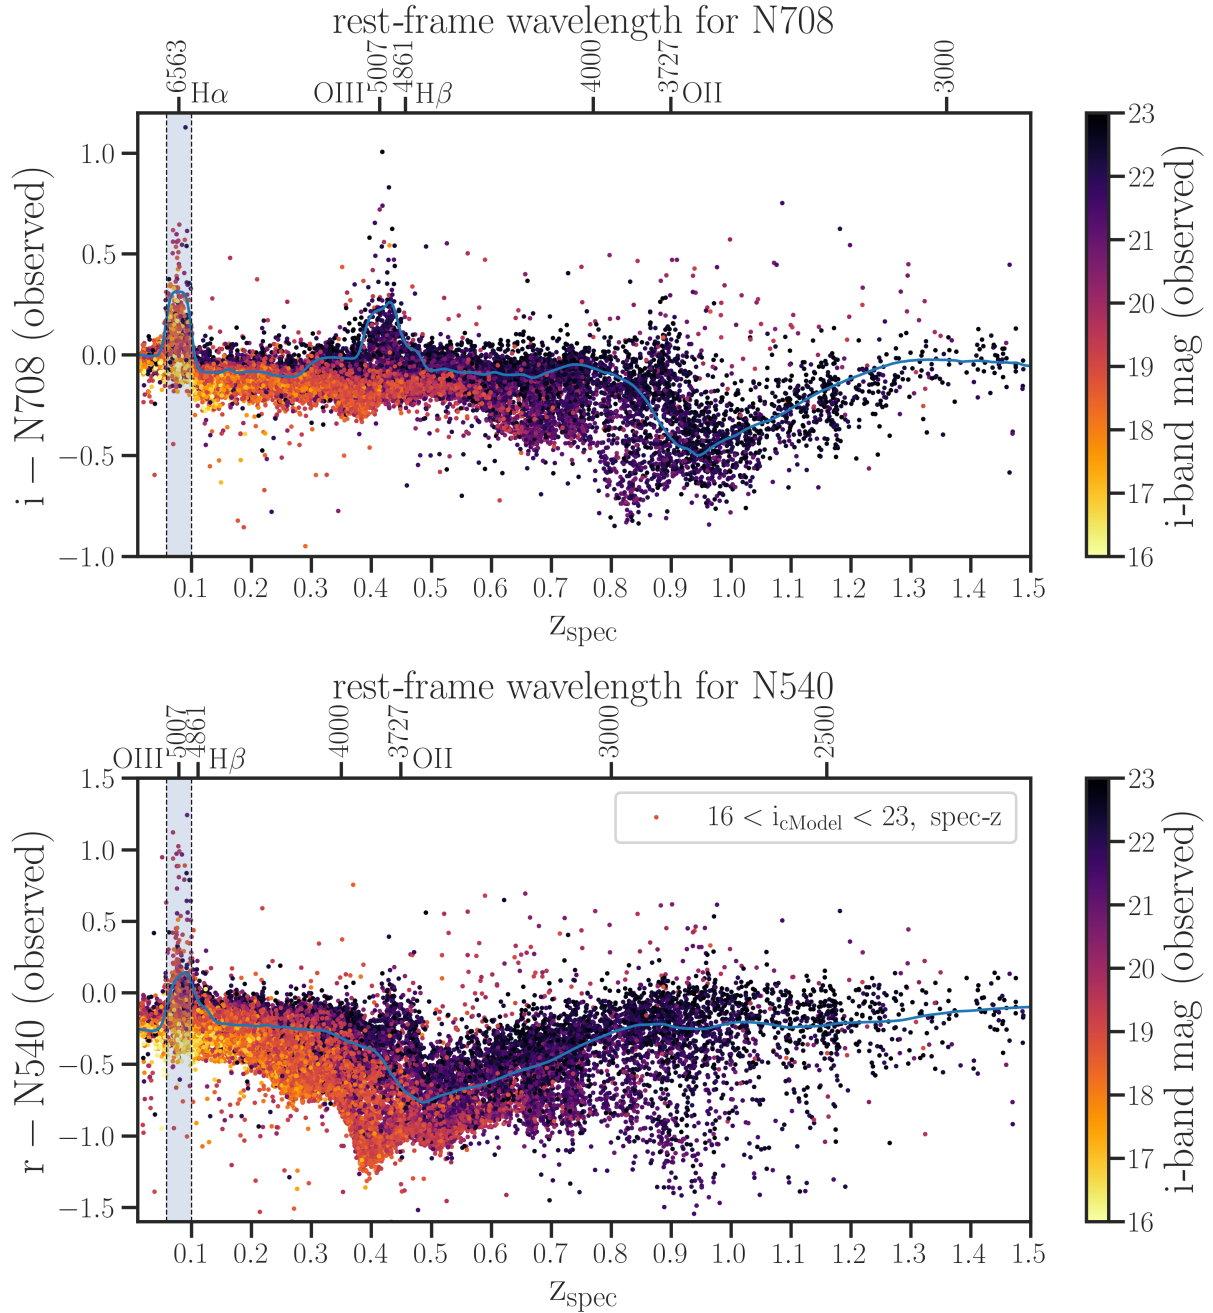 rest-frame wavelength for N708
6563 5007 4861 4000 3727 3000
Hα OIII Hβ OII
1.0
0.5
0.0
−0.5
−1.0
i − N708 (observed)
0.1 0.2 0.3 0.4 0.5 0.6 0.7 0.8 0.9 1.0 1.1 1.2 1.3 1.4 1.5
z_spec
23
22
21
20
19
18
17
16
i-band mag (observed)
rest-frame wavelength for N540
5007 4861 4000 3727 3000 2500
OIII Hβ OII
1.5
1.0
0.5
0.0
−0.5
−1.0
−1.5
r − N540 (observed)
16 < i_cModel < 23, spec-z
0.1 0.2 0.3 0.4 0.5 0.6 0.7 0.8 0.9 1.0 1.1 1.2 1.3 1.4 1.5
z_spec
23
22
21
20
19
18
17
16
i-band mag (observed)